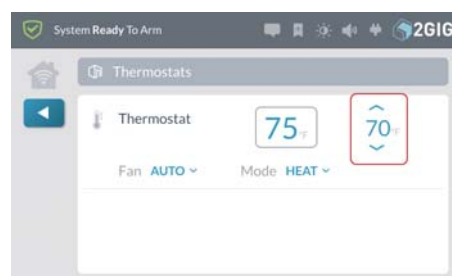 System Ready To Arm 2GIG
Thermostats
Thermostat 75°F 70°F
Fan AUTO Mode HEAT